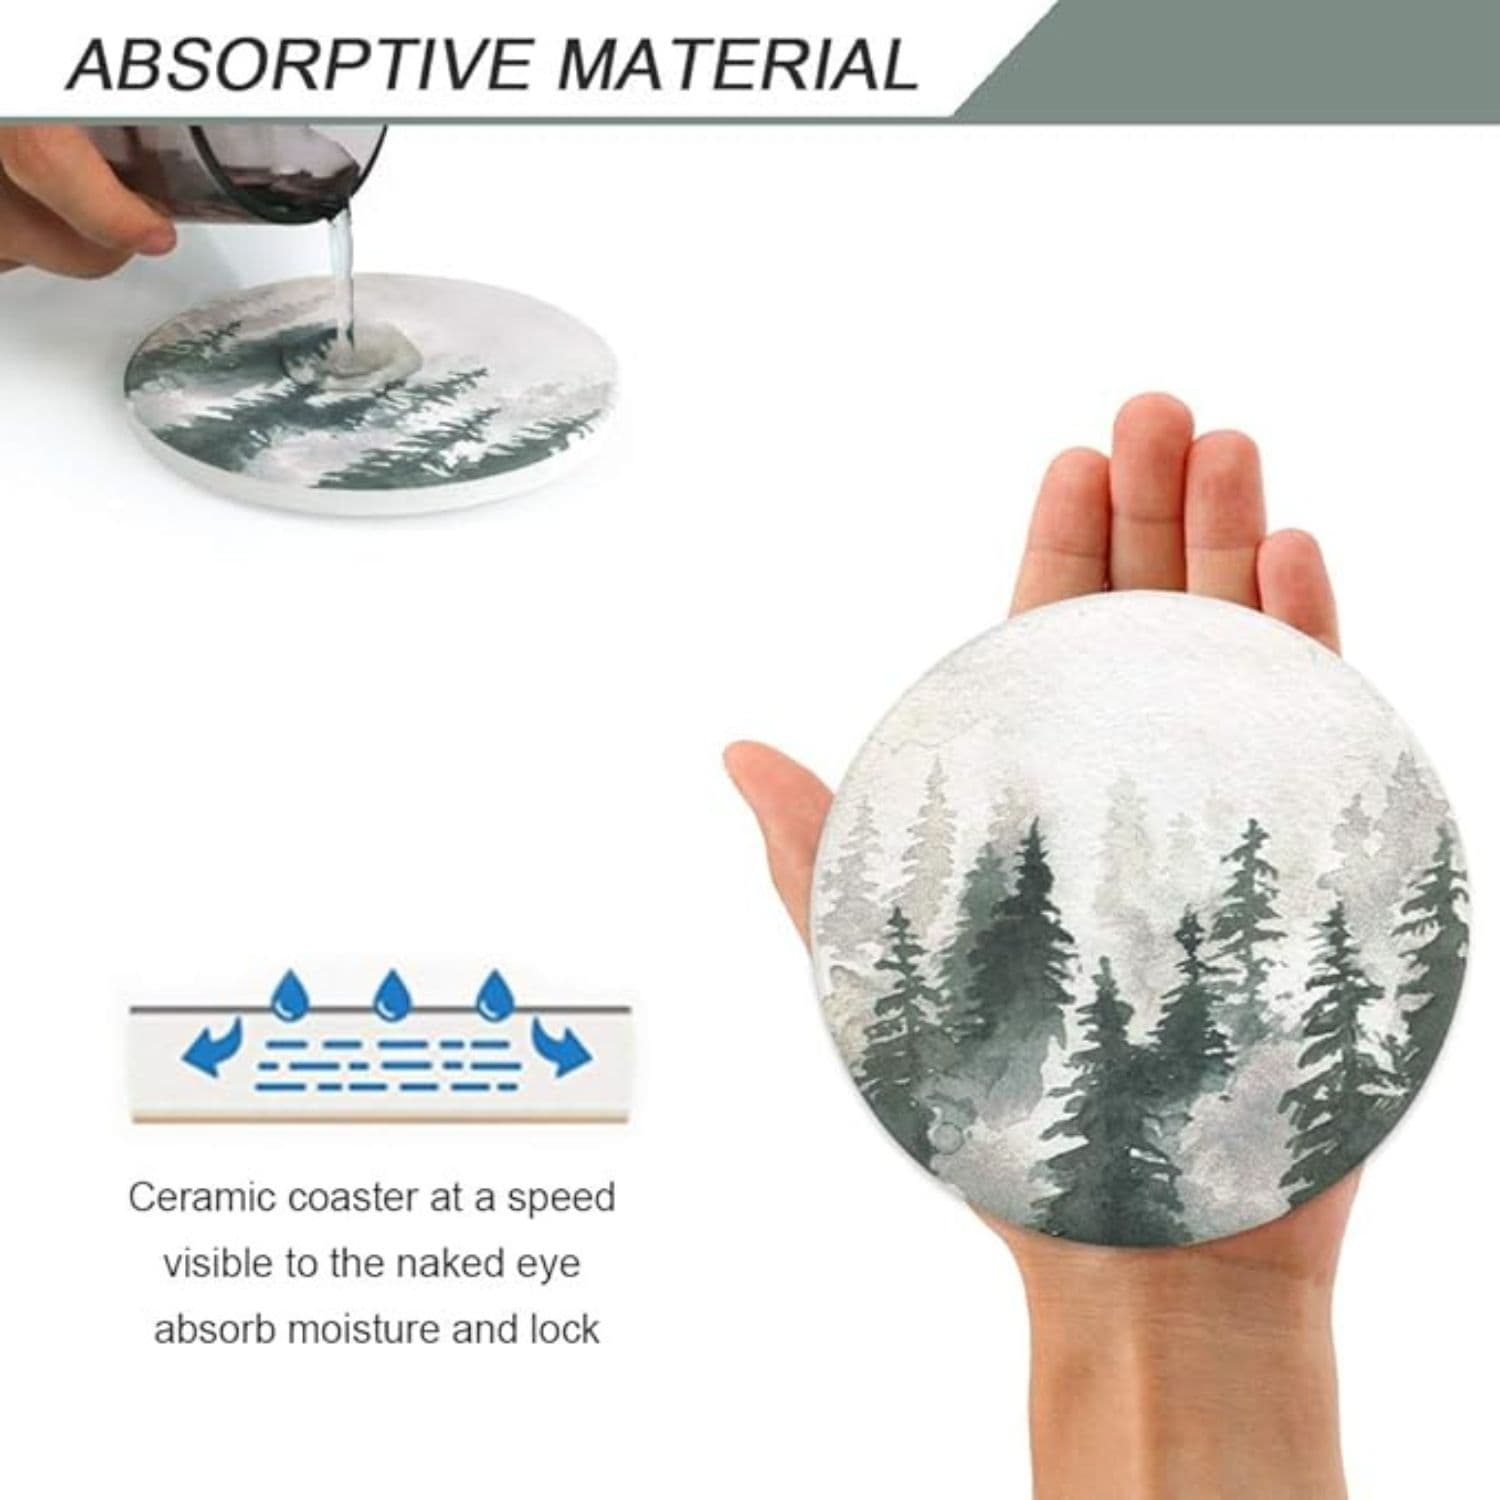 ABSORPTIVE MATERIAL
Ceramic coaster at a speed
visible to the naked eye
absorb moisture and lock